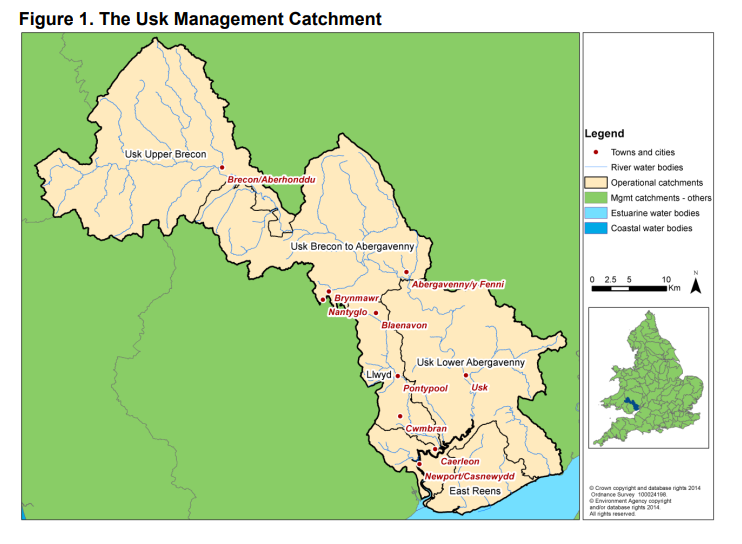 Figure 1. The Usk Management Catchment
Usk Upper Brecon
Brecon/Aberhonddu
Usk Brecon to Abergavenny
Abergavenny/y Fenni
Brynmawr
Nantyglo
Blaenavon
Usk Lower Abergavenny
Llwyd
Pontypool
Usk
Cwmbran
Caerleon
Newport/Casnewydd
East Reens
Legend
Towns and cities
River water bodies
Operational catchments
Mgmt catchments - others
Estuarine water bodies
Coastal water bodies
0 2.5 5 10
Km
N
© Crown copyright and database rights 2014
Ordnance Survey 100024198.
© Environment Agency copyright
and/or database rights 2014.
All rights reserved.